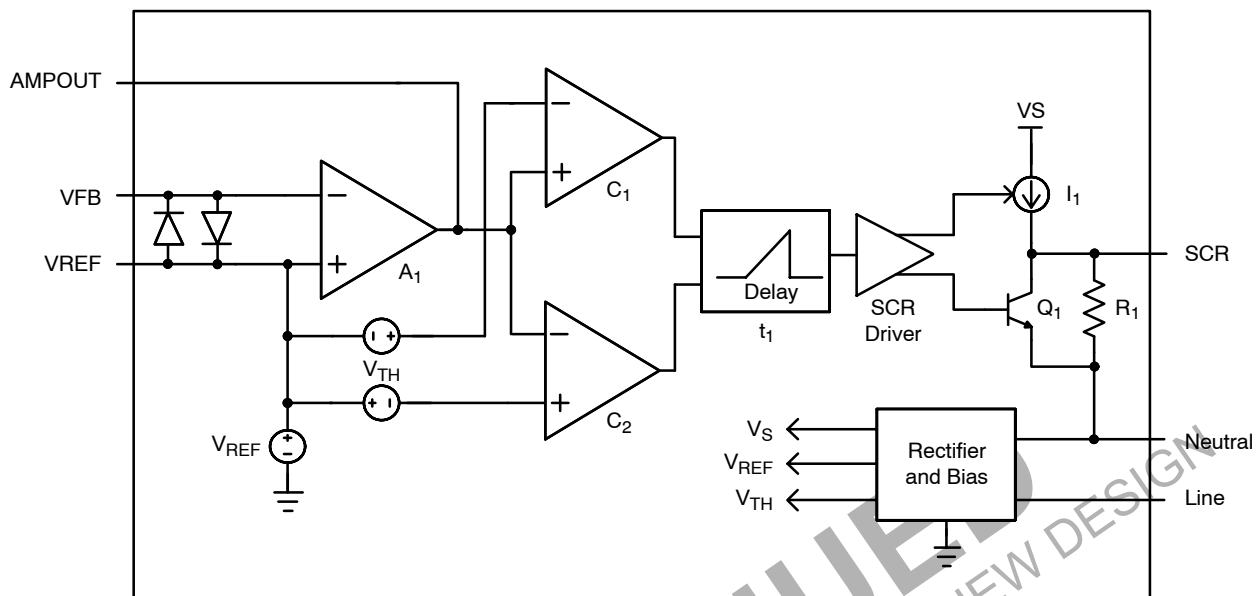 AMPOUT
VFB
VREF
−
+
A1
−
+
C1
−
+
C2
VTH
VREF
+
−
Delay
t1
SCR
Driver
VS
I1
Q1
R1
SCR
VS
VREF
VTH
Rectifier
and Bias
Neutral
Line
NEW DESIGN